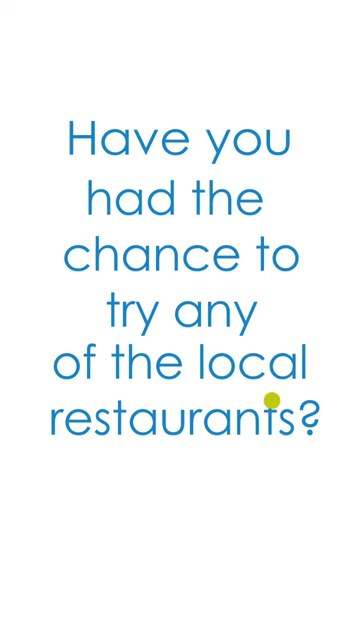 Have you
had the
chance to
try any
of the local
restaurants?